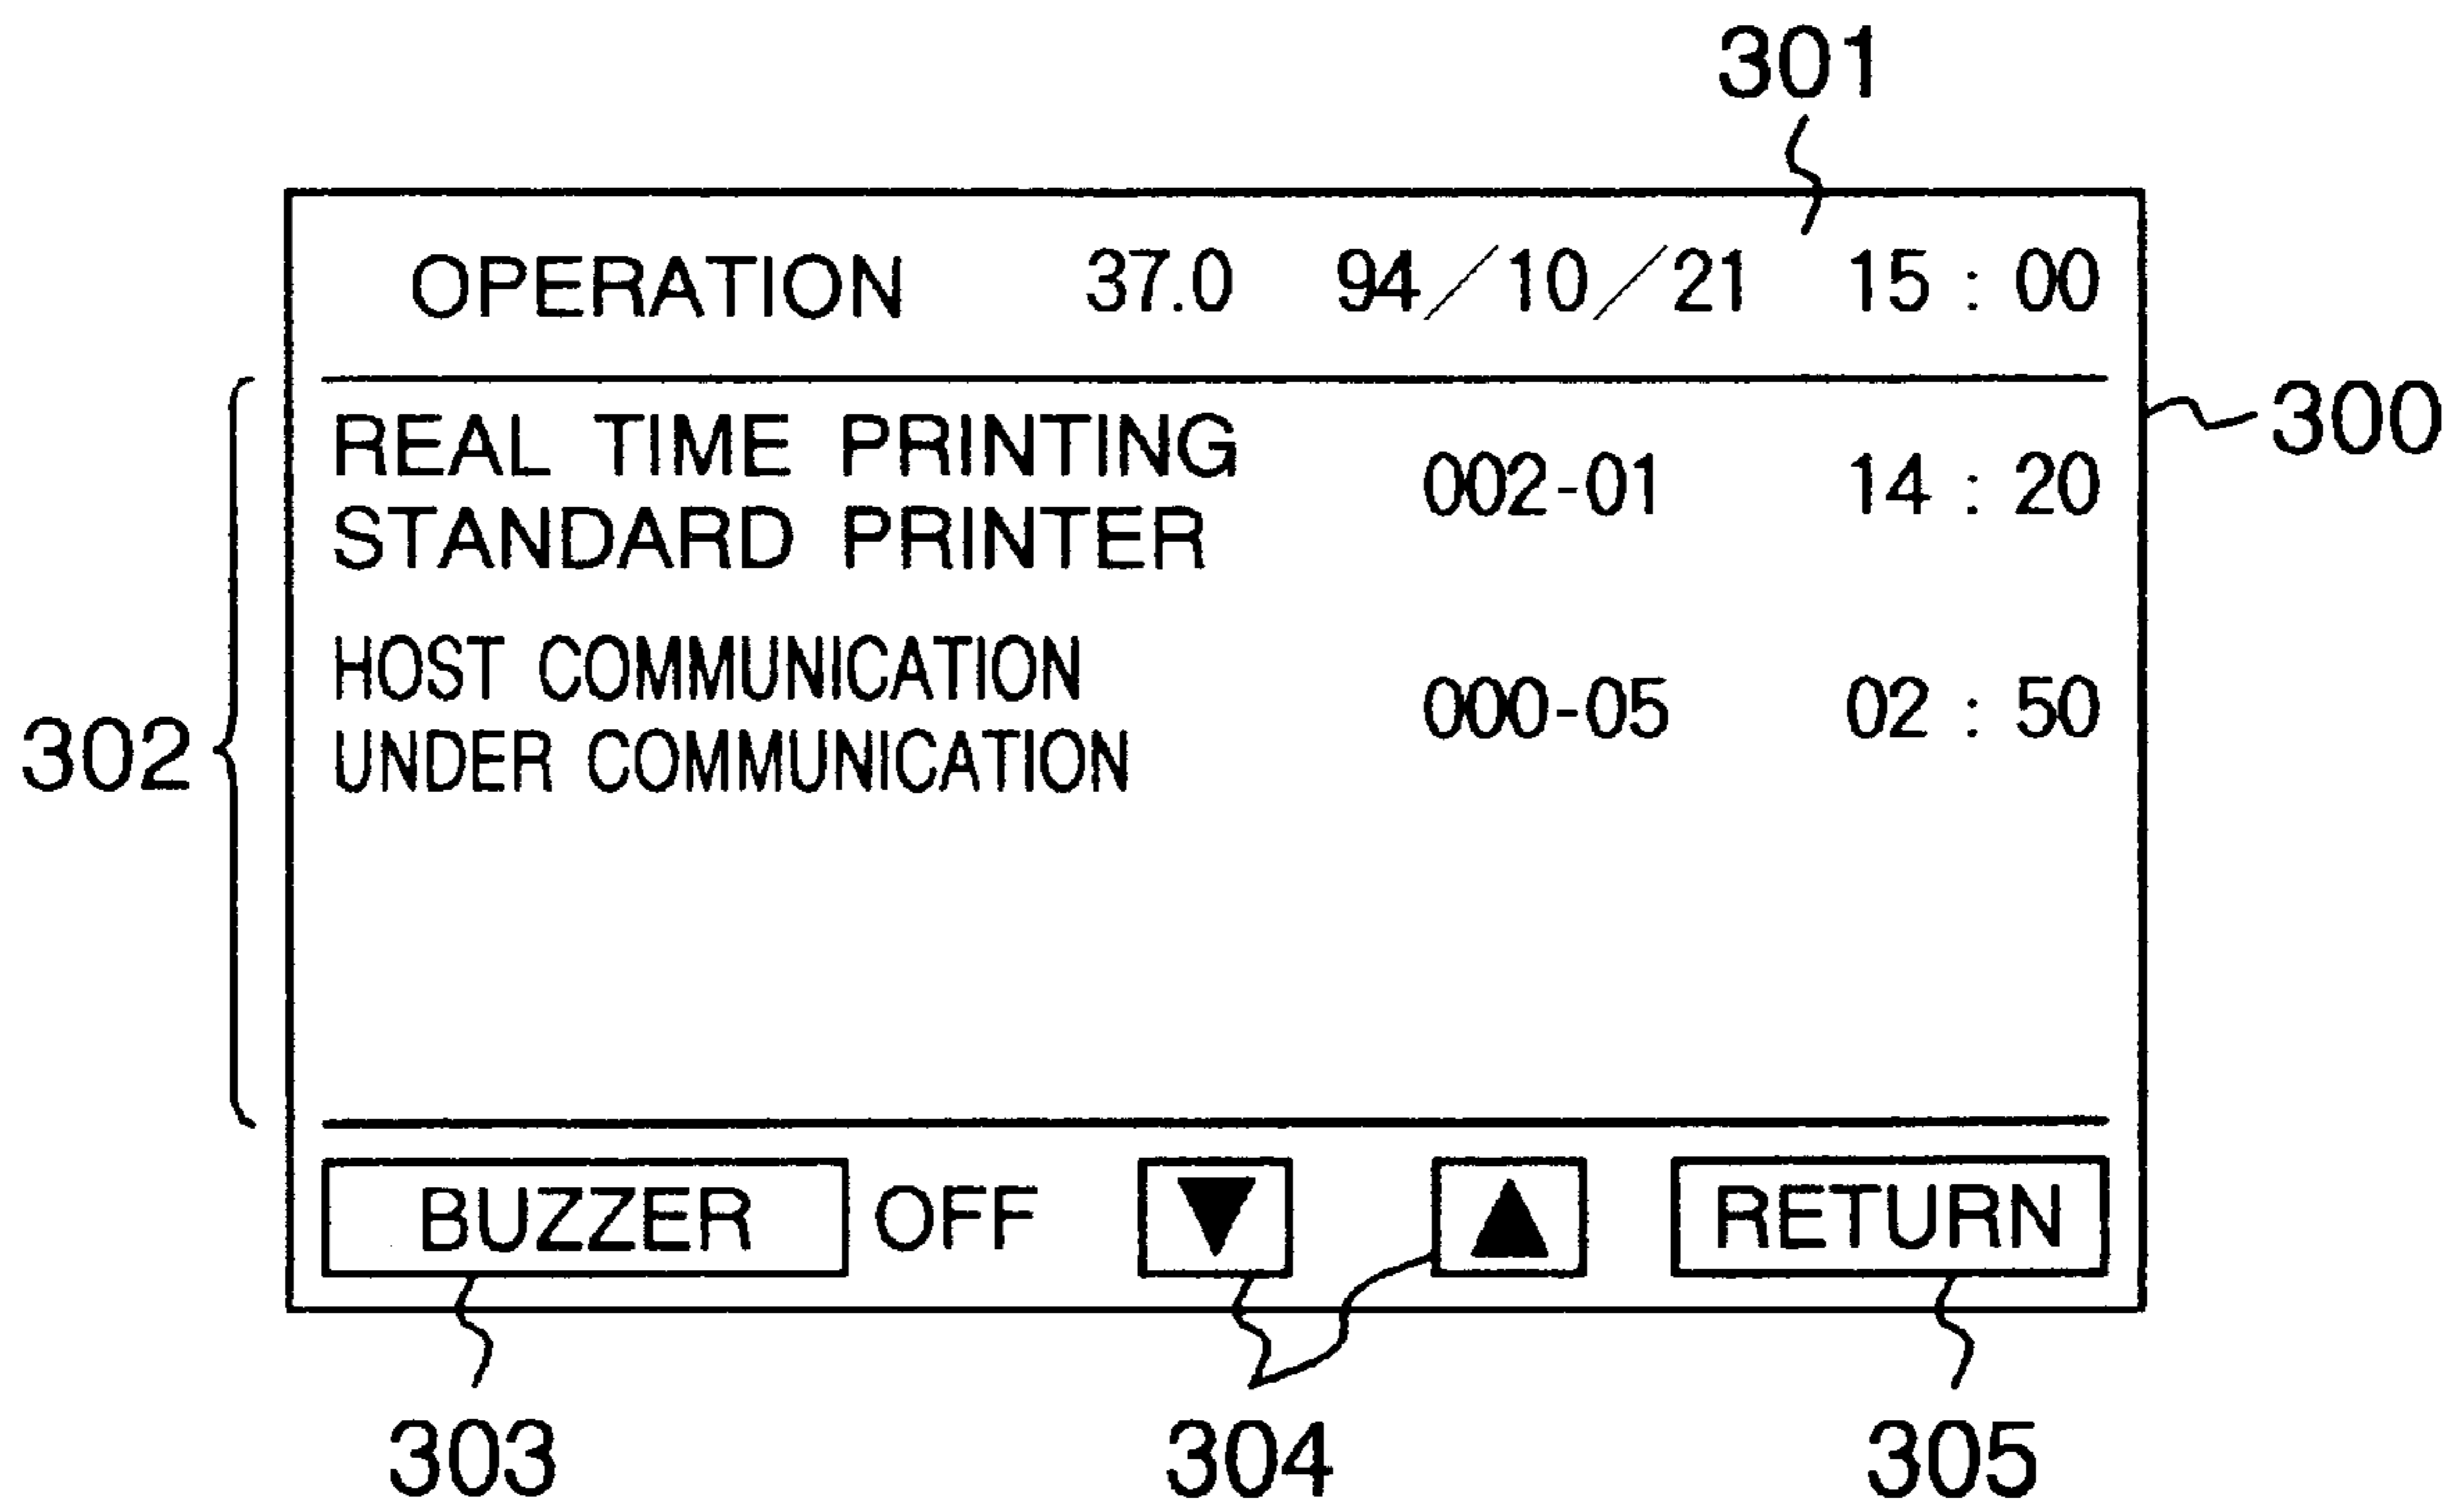 301
OPERATION 37.0 94/10/21 15:00
300
REAL TIME PRINTING
002-01 14:20
STANDARD PRINTER
HOST COMMUNICATION
000-05 02:50
302
UNDER COMMUNICATION
BUZZER OFF ▼ ▲ RETURN
303 304 305